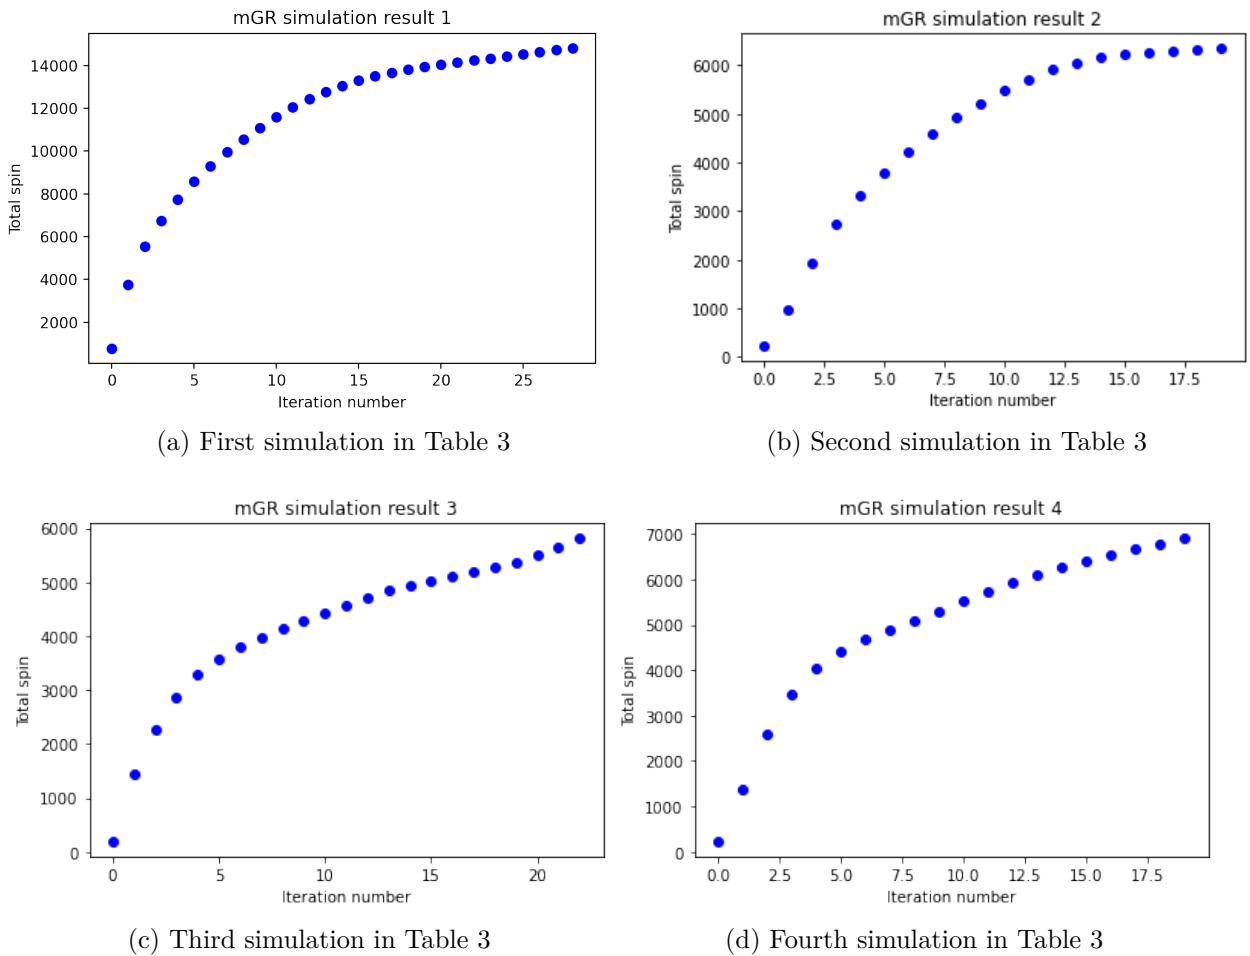 mGR simulation result 1
Total spin
14000
12000
10000
8000
6000
4000
2000
0 5 10 15 20 25
Iteration number
(a) First simulation in Table 3
mGR simulation result 2
Total spin
6000
5000
4000
3000
2000
1000
0
0.0 2.5 5.0 7.5 10.0 12.5 15.0 17.5
Iteration number
(b) Second simulation in Table 3
mGR simulation result 3
Total spin
6000
5000
4000
3000
2000
1000
0
0 5 10 15 20
Iteration number
(c) Third simulation in Table 3
mGR simulation result 4
Total spin
7000
6000
5000
4000
3000
2000
1000
0
0.0 2.5 5.0 7.5 10.0 12.5 15.0 17.5
Iteration number
(d) Fourth simulation in Table 3